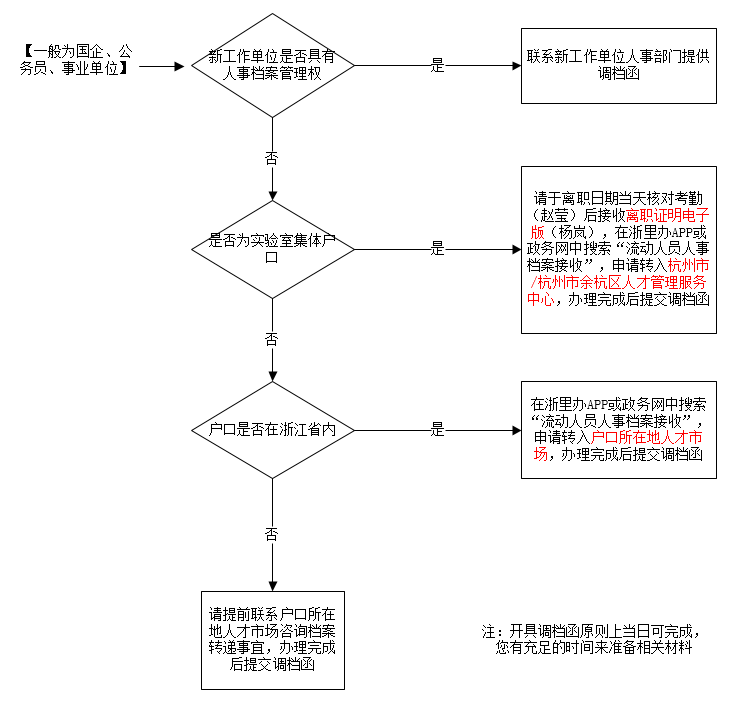 【一般为国企、公
务员、事业单位】
新工作单位是否具有
人事档案管理权
是
联系新工作单位人事部门提供
调档函
否
是否为实验室集体户
口
是
请于离职日期当天核对考勤
（赵莹）后接收离职证明电子
版（杨岚），在浙里办APP或
政务网中搜索“流动人员人事
档案接收”，申请转入杭州市
/杭州市余杭区人才管理服务
中心，办理完成后提交调档函
否
户口是否在浙江省内
是
在浙里办APP或政务网中搜索
“流动人员人事档案接收”，
申请转入户口所在地人才市
场，办理完成后提交调档函
否
请提前联系户口所在
地人才市场咨询档案
转递事宜，办理完成
后提交调档函
注：开具调档函原则上当日可完成，
您有充足的时间来准备相关材料